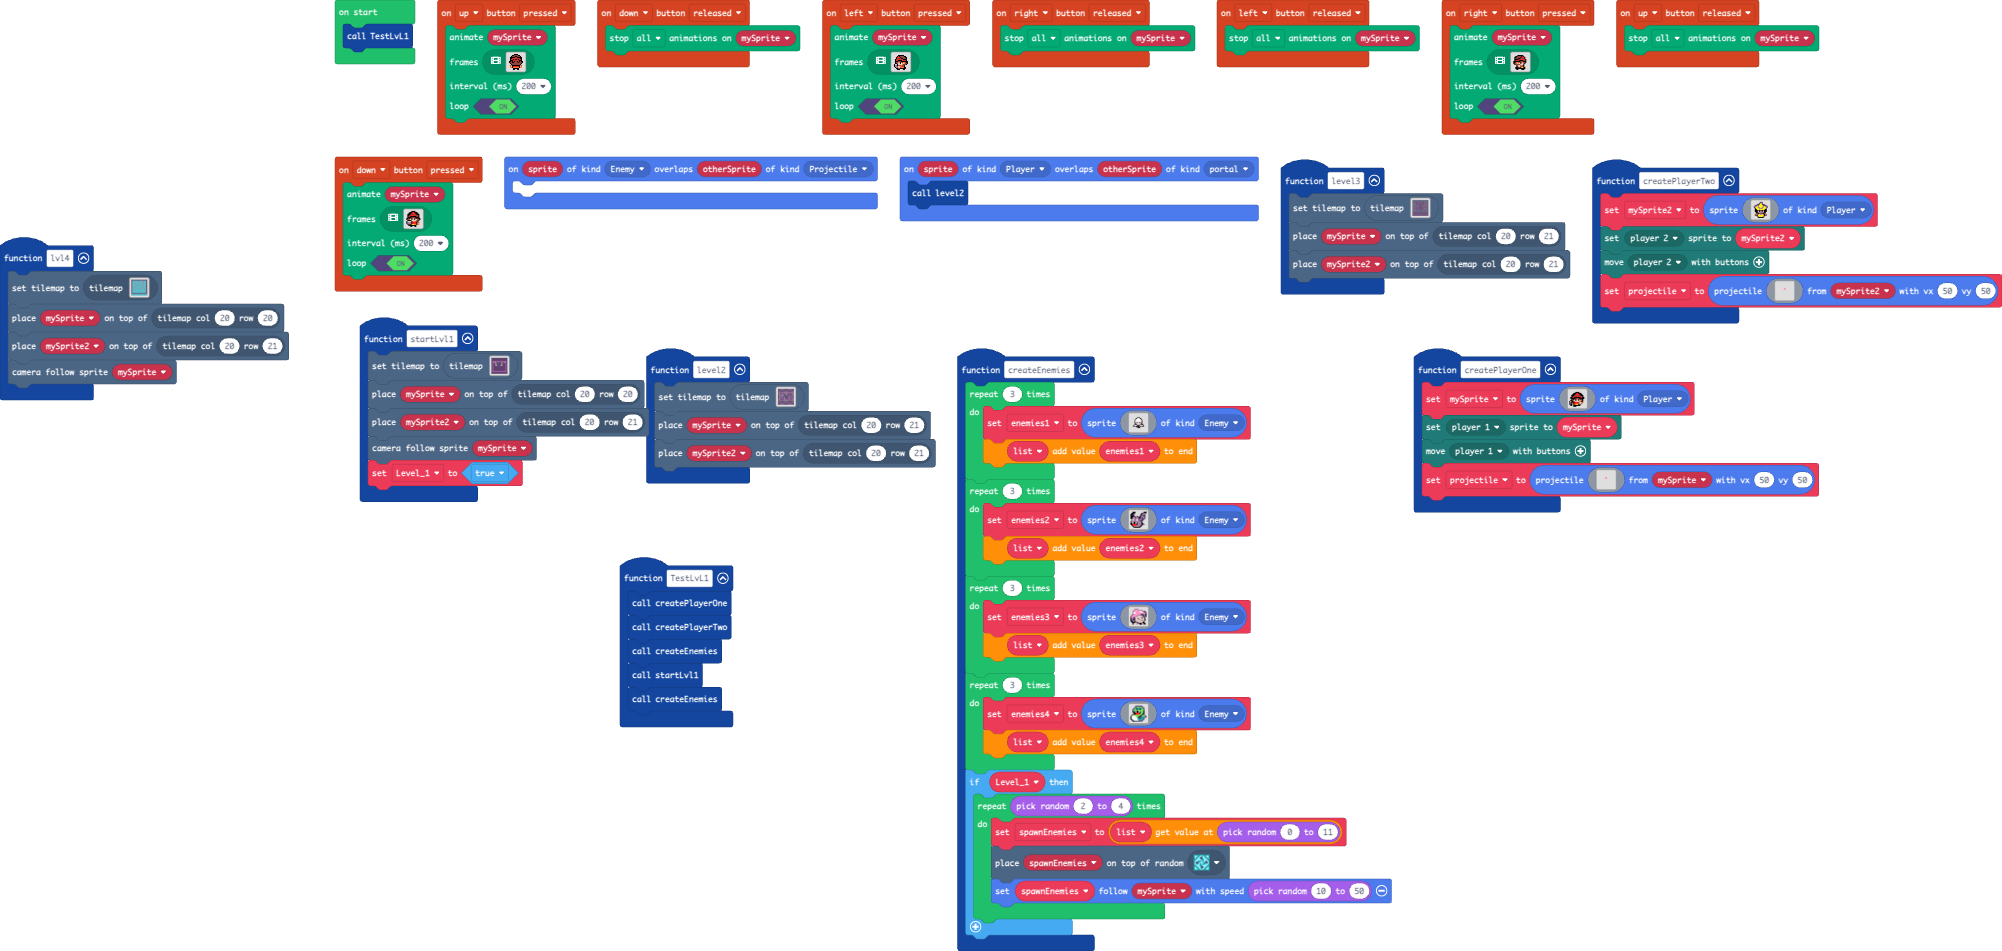 on start
call TestLvL1
on up button pressed
animate mySprite
frames
interval (ms) 200
loop ON
on down button released
stop all animations on mySprite
on left button pressed
animate mySprite
frames
interval (ms) 200
loop ON
on right button released
stop all animations on mySprite
on left button released
stop all animations on mySprite
on right button pressed
animate mySprite
frames
interval (ms) 200
loop ON
on up button released
stop all animations on mySprite
on down button pressed
animate mySprite
frames
interval (ms) 200
loop ON
on sprite of kind Enemy overlaps otherSprite of kind Projectile
on sprite of kind Player overlaps otherSprite of kind portal
call level2
function level3
set tilemap to tilemap
place mySprite on top of tilemap col 20 row 21
place mySprite2 on top of tilemap col 20 row 21
function createPlayerTwo
set mySprite2 to sprite of kind Player
set player 2 sprite to mySprite2
move player 2 with buttons
set projectile to projectile from mySprite2 with vx 50 vy 50
function lvl4
set tilemap to tilemap
place mySprite on top of tilemap col 20 row 20
place mySprite2 on top of tilemap col 20 row 21
camera follow sprite mySprite
function startLvl1
set tilemap to tilemap
place mySprite on top of tilemap col 20 row 20
place mySprite2 on top of tilemap col 20 row 21
camera follow sprite mySprite
set Level_1 to true
function level2
set tilemap to tilemap
place mySprite on top of tilemap col 20 row 21
place mySprite2 on top of tilemap col 20 row 21
function createEnemies
repeat 3 times
do
set enemies1 to sprite of kind Enemy
list add value enemies1 to end
repeat 3 times
do
set enemies2 to sprite of kind Enemy
list add value enemies2 to end
repeat 3 times
do
set enemies3 to sprite of kind Enemy
list add value enemies3 to end
repeat 3 times
do
set enemies4 to sprite of kind Enemy
list add value enemies4 to end
if Level_1 then
repeat pick random 2 to 4 times
do
set spawnEnemies to list get value at pick random 0 to 11
place spawnEnemies on top of random
set spawnEnemies follow mySprite with speed pick random 10 to 50
function createPlayerOne
set mySprite to sprite of kind Player
set player 1 sprite to mySprite
move player 1 with buttons
set projectile to projectile from mySprite with vx 50 vy 50
function TestLvL1
call createPlayerOne
call createPlayerTwo
call createEnemies
call startLvl1
call createEnemies